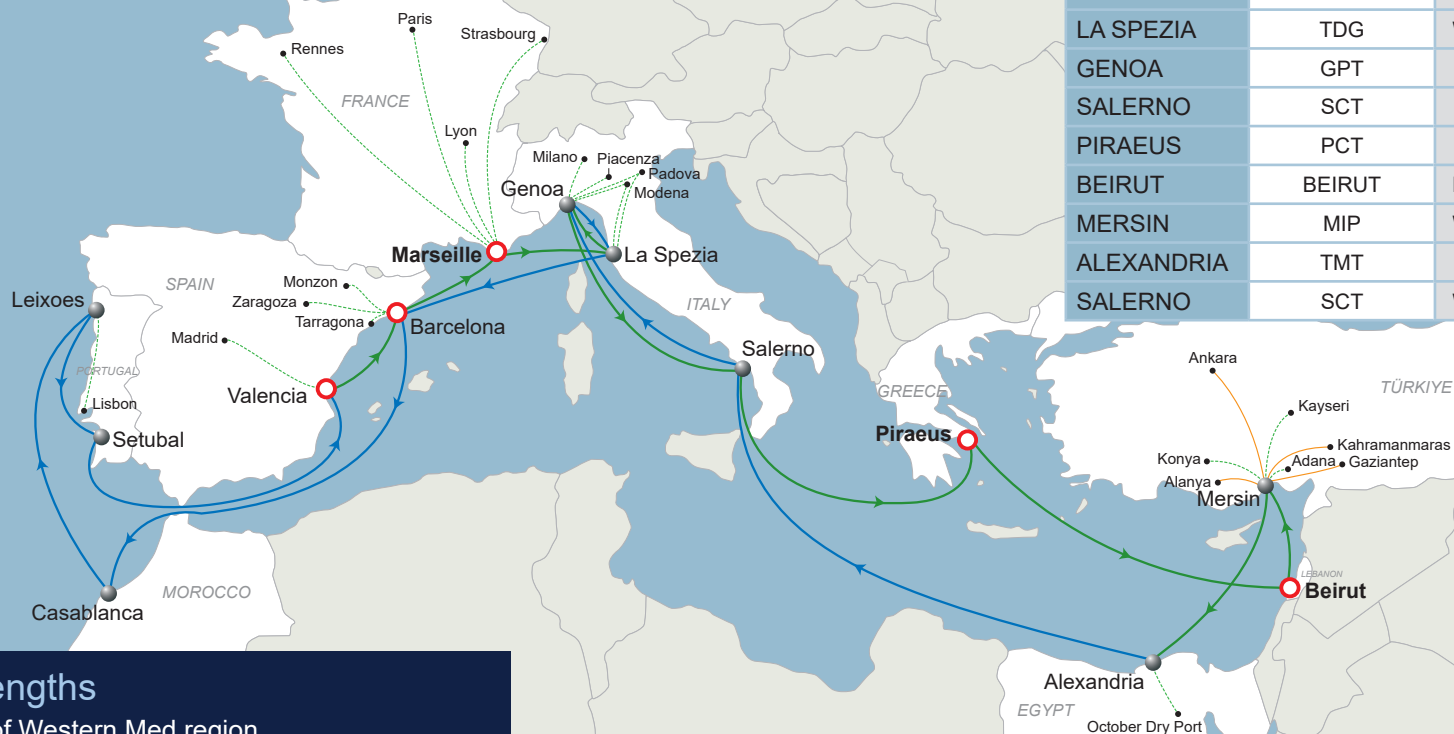 Paris
Strasbourg
Rennes
FRANCE
Lyon
Milano
Piacenza
Padova
Modena
Genoa
Marseille
La Spezia
SPAIN
Monzon
Zaragoza
Tarragona
Barcelona
Madrid
Valencia
Leixoes
PORTUGAL
Lisbon
Setubal
ITALY
Salerno
GREECE
Piraeus
Ankara
TÜRKIYE
Kayseri
Kahramanmaras
Konya
Adana
Gaziantep
Alanya
Mersin
LEBANON
Beirut
MOROCCO
Casablanca
Alexandria
EGYPT
October Dry Port
LA SPEZIA TDG
GENOA GPT
SALERNO SCT
PIRAEUS PCT
BEIRUT BEIRUT
MERSIN MIP
ALEXANDRIA TMT
SALERNO SCT
engths
of Western Med region